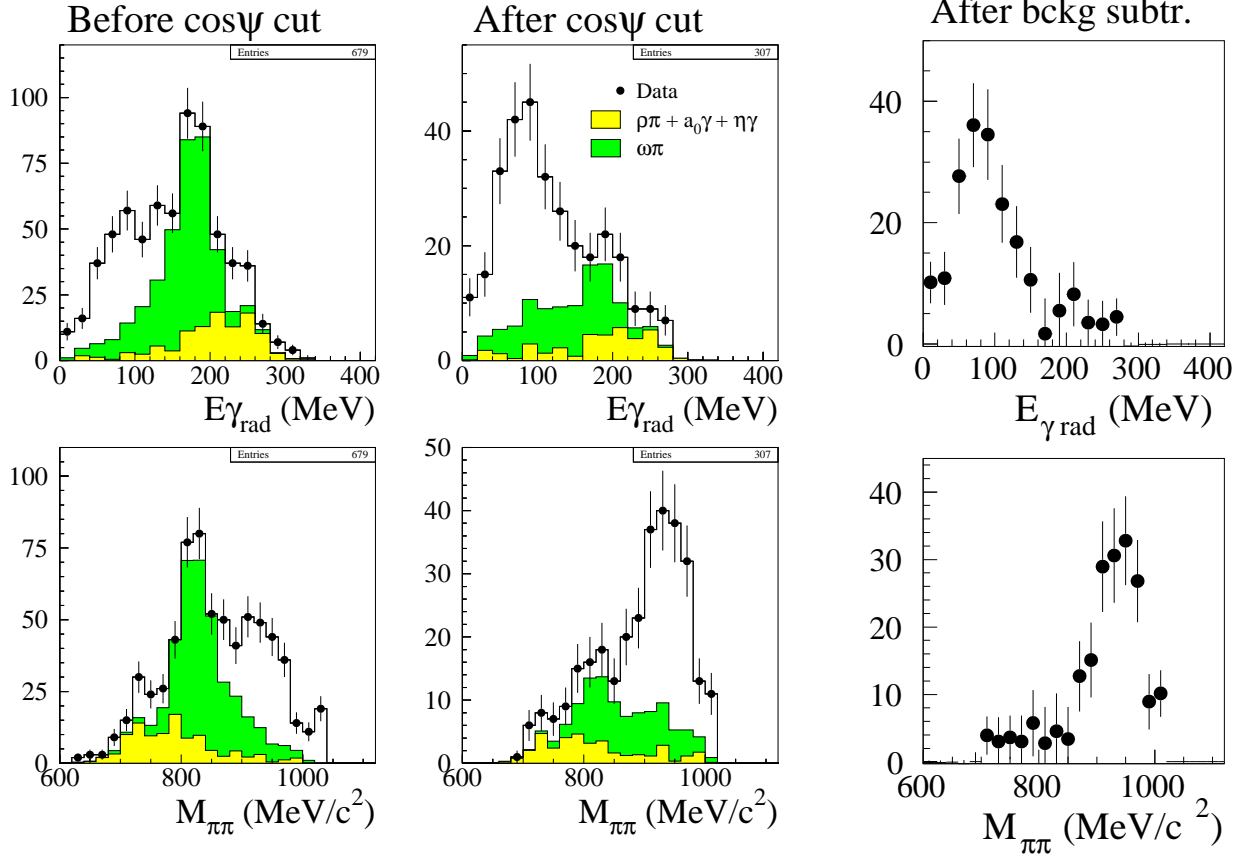 Before cosψ cut
After cosψ cut
After bckg subtr.
Entries 679
100
75
50
25
0
0 100 200 300 400
Eγrad (MeV)
Entries 307
Data
ρπ + a0γ + ηγ
ωπ
40
20
0
0 100 200 300 400
Eγrad (MeV)
40
20
0
0 100 200 300 400
Eγ rad (MeV)
Entries 679
100
75
50
25
0
600 800 1000
Mππ (MeV/c2)
Entries 307
50
40
30
20
10
0
600 800 1000
Mππ (MeV/c2)
40
30
20
10
0
600 800 1000
Mππ (MeV/c 2)